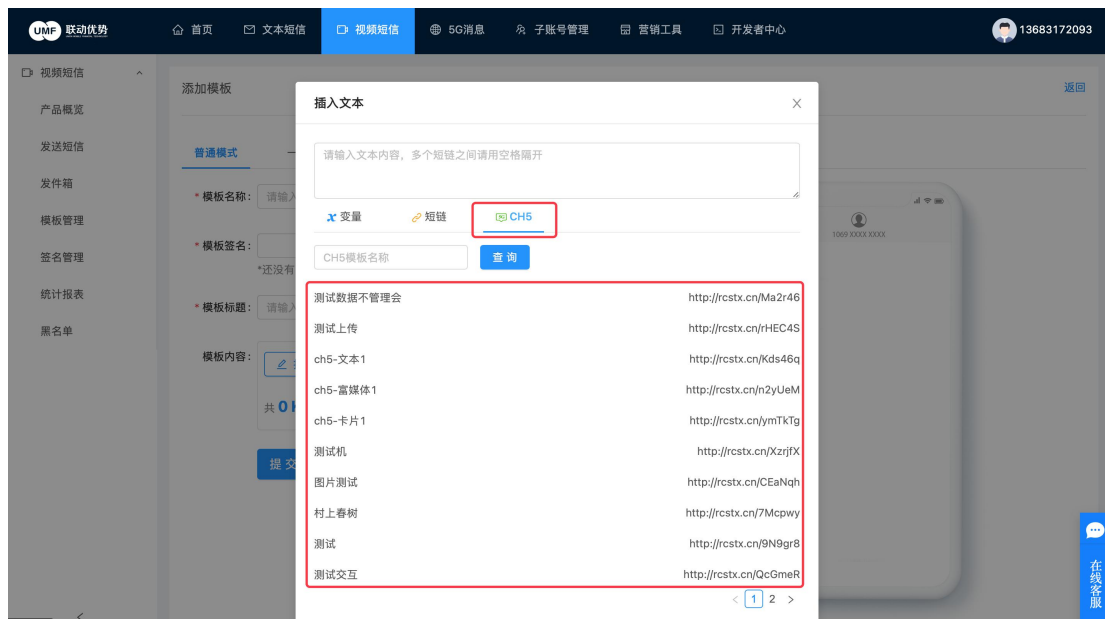 UMF 联动优势
首页 文本短信 视频短信 5G消息 子账号管理 营销工具 开发者中心 13683172093
视频短信
产品概览
发送短信
发件箱
模板管理
签名管理
统计报表
黑名单
添加模板 返回
普通模式
* 模板名称: 请输入
* 模板签名:
*还没有
* 模板标题: 请输入
模板内容:
共 0 K
提交
1069 XXXX XXXX
插入文本
请输入文本内容，多个短链之间请用空格隔开
变量 短链 CH5
CH5模板名称 查询
测试数据不管理会 http://rcstx.cn/Ma2r46
测试上传 http://rcstx.cn/rHEC4S
ch5-文本1 http://rcstx.cn/Kds46q
ch5-富媒体1 http://rcstx.cn/n2yUeM
ch5-卡片1 http://rcstx.cn/ymTkTg
测试机 http://rcstx.cn/XzrjfX
图片测试 http://rcstx.cn/CEaNqh
村上春树 http://rcstx.cn/7Mcpwy
测试 http://rcstx.cn/9N9gr8
测试交互 http://rcstx.cn/QcGmeR
< 1 2 >
在线客服